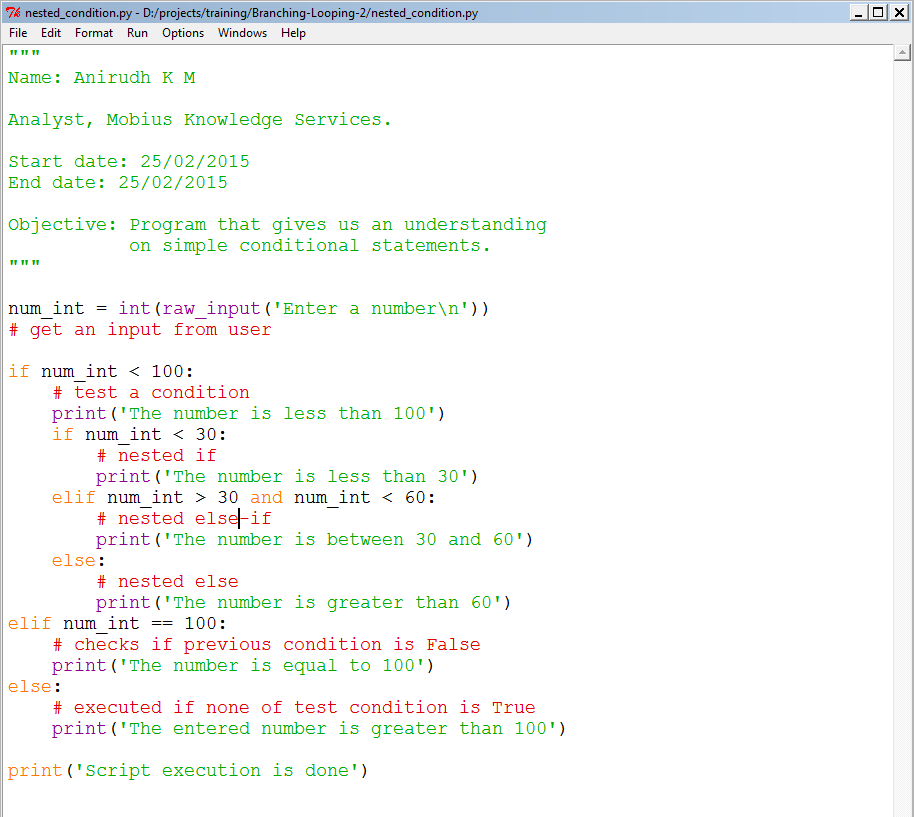 nested_condition.py - D:/projects/training/Branching-Looping-2/nested_condition.py
File Edit Format Run Options Windows Help
"""
Name: Anirudh K M
Analyst, Mobius Knowledge Services.
Start date: 25/02/2015
End date: 25/02/2015
Objective: Program that gives us an understanding
           on simple conditional statements.
"""
num_int = int(raw_input('Enter a number\n'))
# get an input from user
if num_int < 100:
    # test a condition
    print('The number is less than 100')
    if num_int < 30:
        # nested if
        print('The number is less than 30')
    elif num_int > 30 and num_int < 60:
        # nested else-if
        print('The number is between 30 and 60')
    else:
        # nested else
        print('The number is greater than 60')
elif num_int == 100:
    # checks if previous condition is False
    print('The number is equal to 100')
else:
    # executed if none of test condition is True
    print('The entered number is greater than 100')
print('Script execution is done')